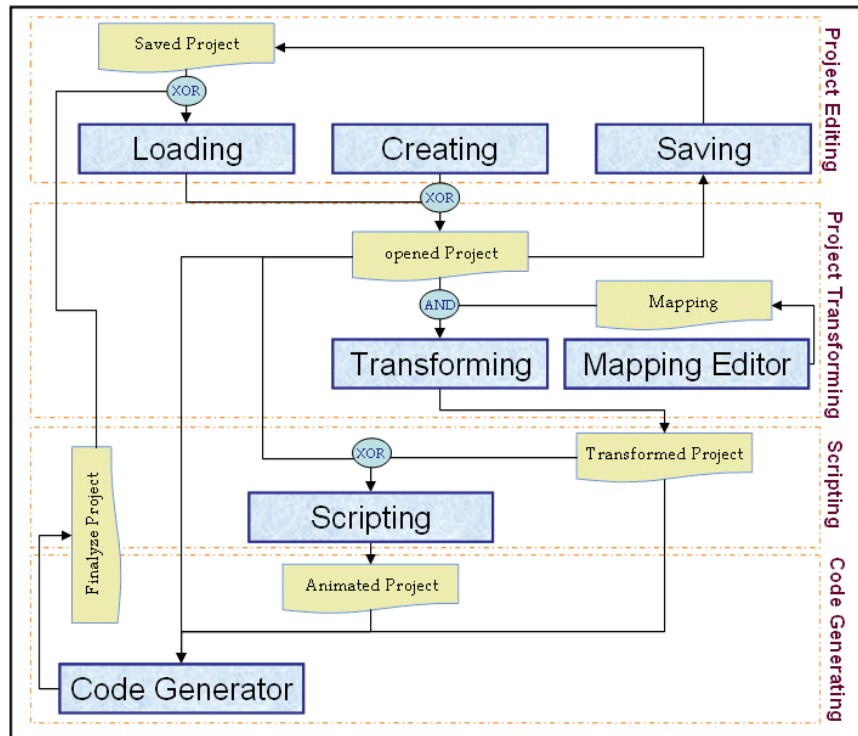 Saved Project
XOR
Loading
Creating
Saving
Project Editing
XOR
opened Project
AND
Mapping
Transforming
Mapping Editor
Project Transforming
XOR
Transformed Project
Scripting
Scripting
Finalyze Project
Animated Project
Code Generator
Code Generating